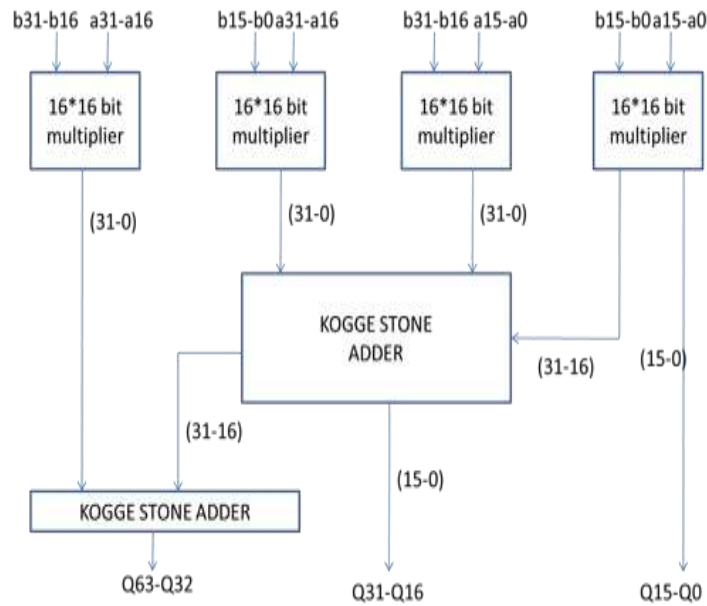 b31-b16 a31-a16 b15-b0a31-a16 b31-b16 a15-a0 b15-b0a15-a0
16*16 bit
multiplier
16*16 bit
multiplier
16*16 bit
multiplier
16*16 bit
multiplier
(31-0)
(31-0)
(31-0)
KOGGE STONE
ADDER
(31-16)
(15-0)
(31-16)
(15-0)
KOGGE STONE ADDER
Q63-Q32
Q31-Q16
Q15-Q0